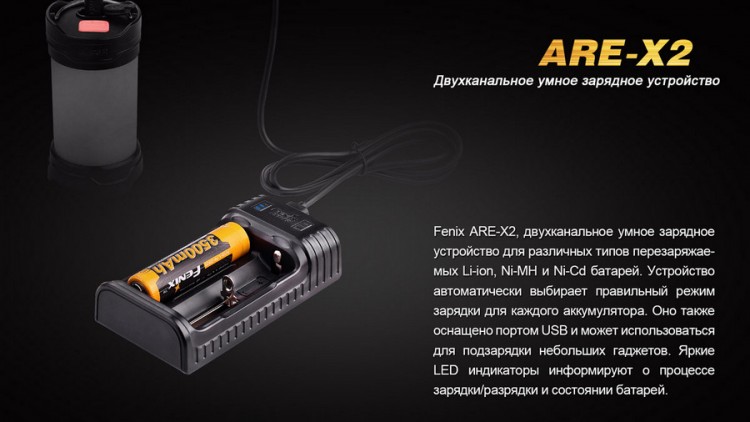 ARE-X2
Двухканальное умное зарядное устройство
3500mAh
FENIX
Fenix ARE-X2, двухканальное умное зарядное
устройство для различных типов перезаряжае-
мых Li-ion, Ni-MH и Ni-Cd батарей. Устройство
автоматически выбирает правильный режим
зарядки для каждого аккумулятора. Оно также
оснащено портом USB и может использоваться
для подзарядки небольших гаджетов. Яркие
LED индикаторы информируют о процессе
зарядки/разрядки и состоянии батарей.